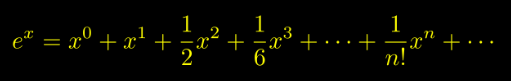 e^x = x^0 + x^1 + \frac{1}{2}x^2 + \frac{1}{6}x^3 + \cdots + \frac{1}{n!}x^n + \cdots